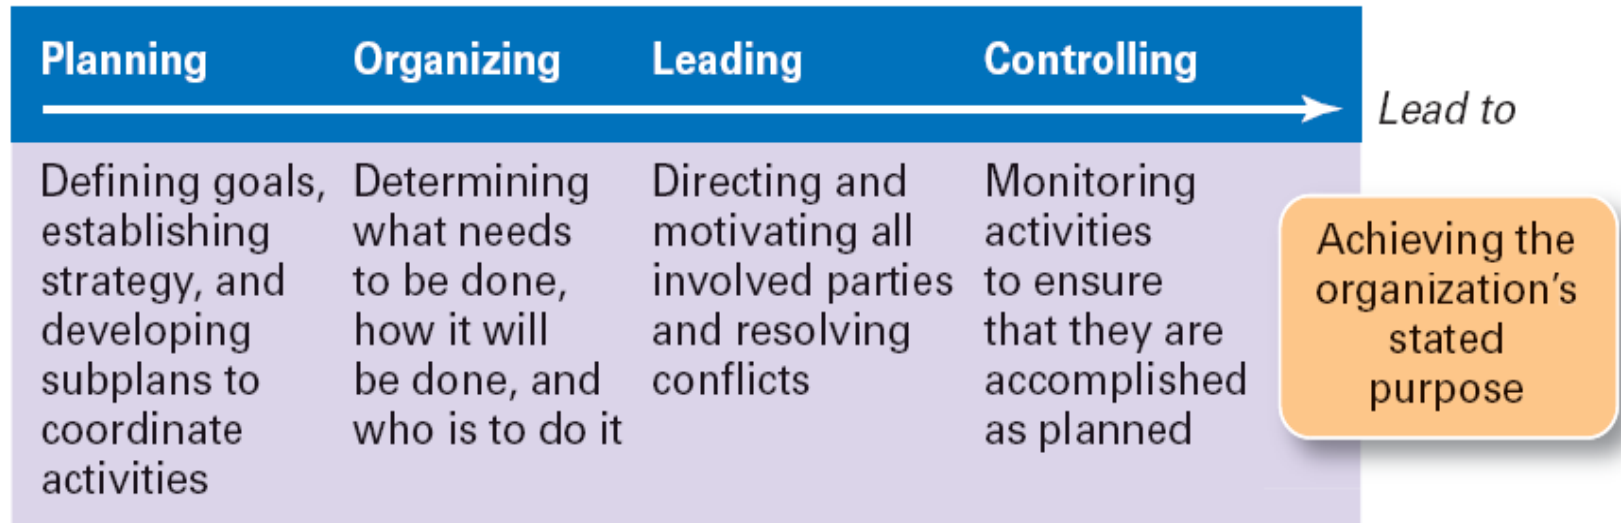 Planning
Organizing
Leading
Controlling
Lead to
Defining goals,
establishing
strategy, and
developing
subplans to
coordinate
activities
Determining
what needs
to be done,
how it will
be done, and
who is to do it
Directing and
motivating all
involved parties
and resolving
conflicts
Monitoring
activities
to ensure
that they are
accomplished
as planned
Achieving the
organization's
stated
purpose